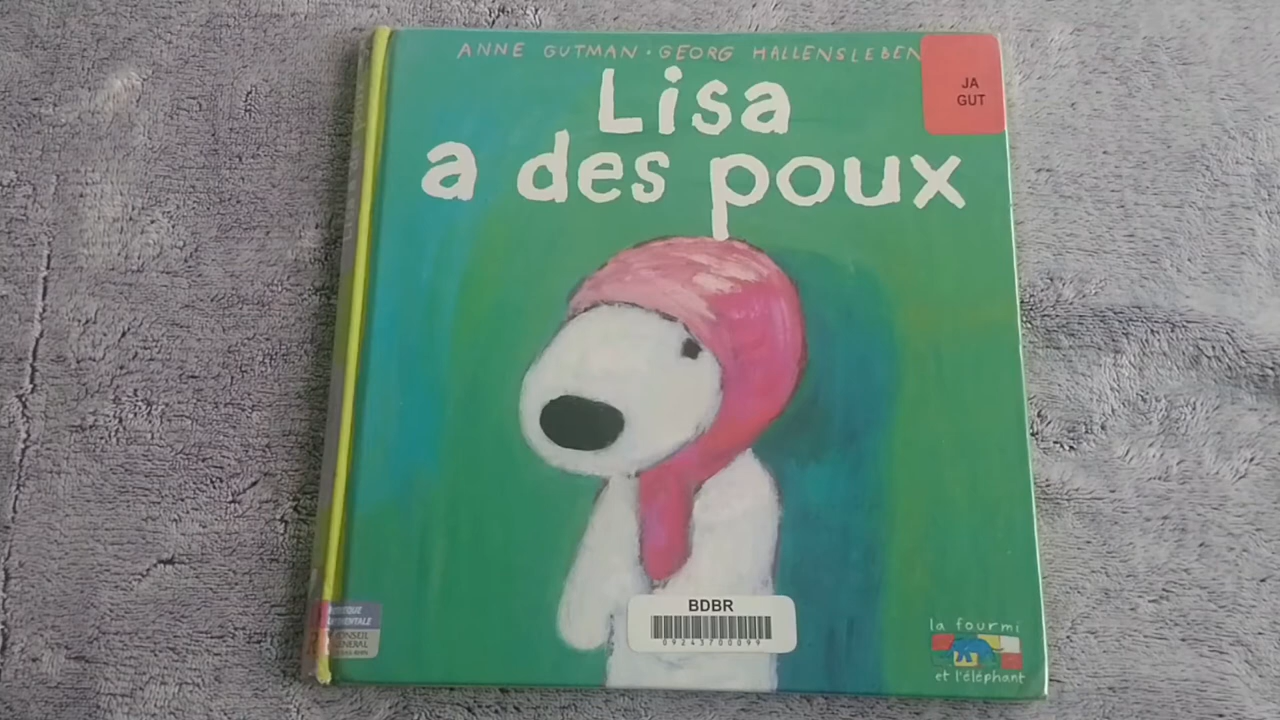 ANNE GUTMAN · GEORG HALLENSLEBEN
JA
GUT
Lisa
a des poux
BDBR
09243700099
la fourmi
et l'éléphant